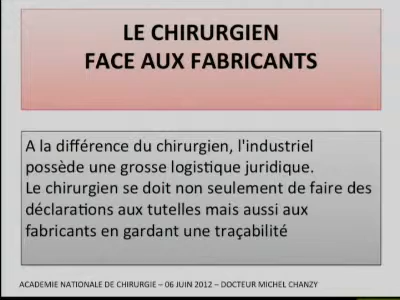 LE CHIRURGIEN
FACE AUX FABRICANTS
A la différence du chirurgien, l'industriel
possède une grosse logistique juridique.
Le chirurgien se doit non seulement de faire des
déclarations aux tutelles mais aussi aux
fabricants en gardant une traçabilité
ACADEMIE NATIONALE DE CHIRURGIE – 06 JUIN 2012 – DOCTEUR MICHEL CHANZY